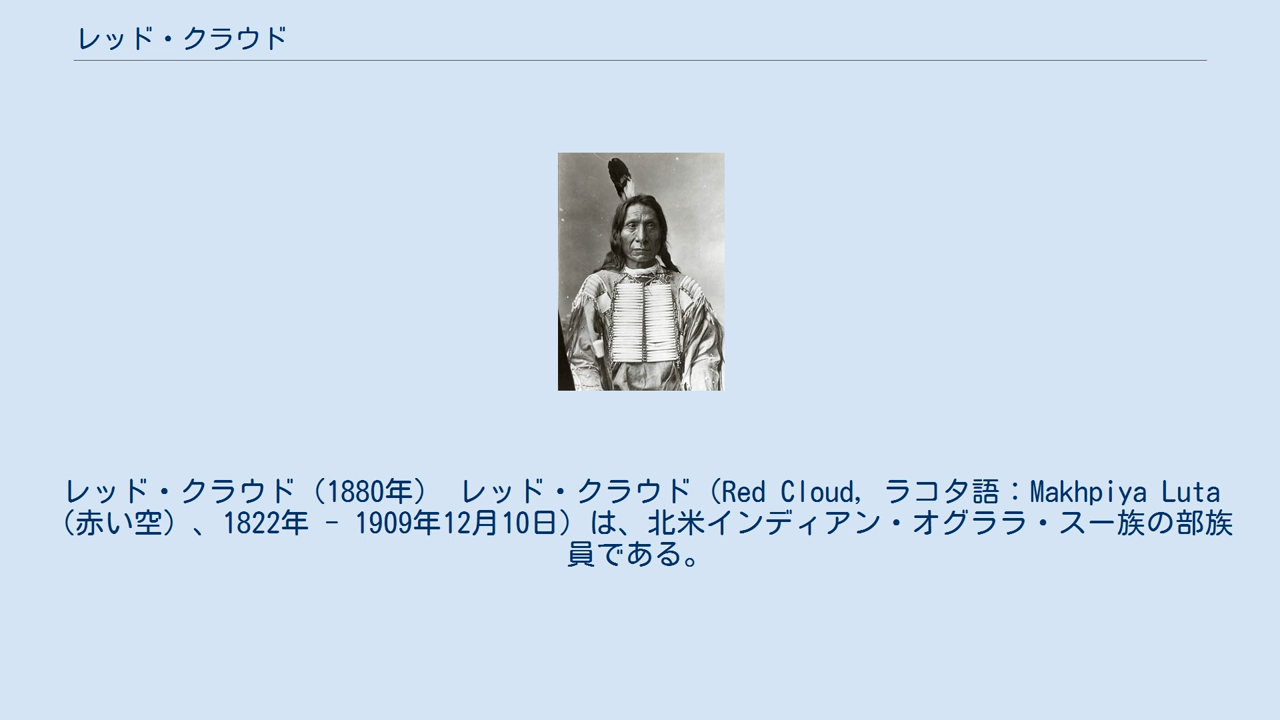 レッド・クラウド
レッド・クラウド（1880年） レッド・クラウド（Red Cloud, ラコタ語：Makhpiya Luta
（赤い空）、1822年 - 1909年12月10日）は、北米インディアン・オグララ・スー族の部族
員である。